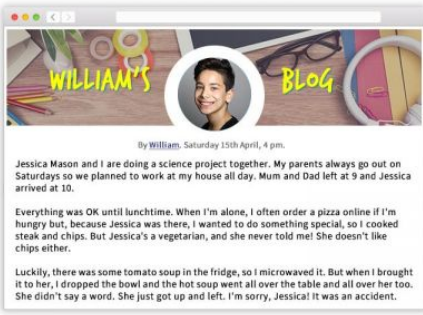 WILLIAM'S BLOG
By William. Saturday 15th April, 4 pm.
Jessica Mason and I are doing a science project together. My parents always go out on
Saturdays so we planned to work at my house all day. Mum and Dad left at 9 and Jessica
arrived at 10.
Everything was OK until lunchtime. When I'm alone, I often order a pizza online if I'm
hungry but, because Jessica was there, I wanted to do something special, so I cooked
steak and chips. But Jessica's a vegetarian, and she never told me! She doesn't like
chips either.
Luckily, there was some tomato soup in the fridge, so I microwaved it. But when I brought
it to her, I dropped the bowl and the hot soup went all over the table and all over her too.
She didn't say a word. She just got up and left. I'm sorry, Jessica! It was an accident.